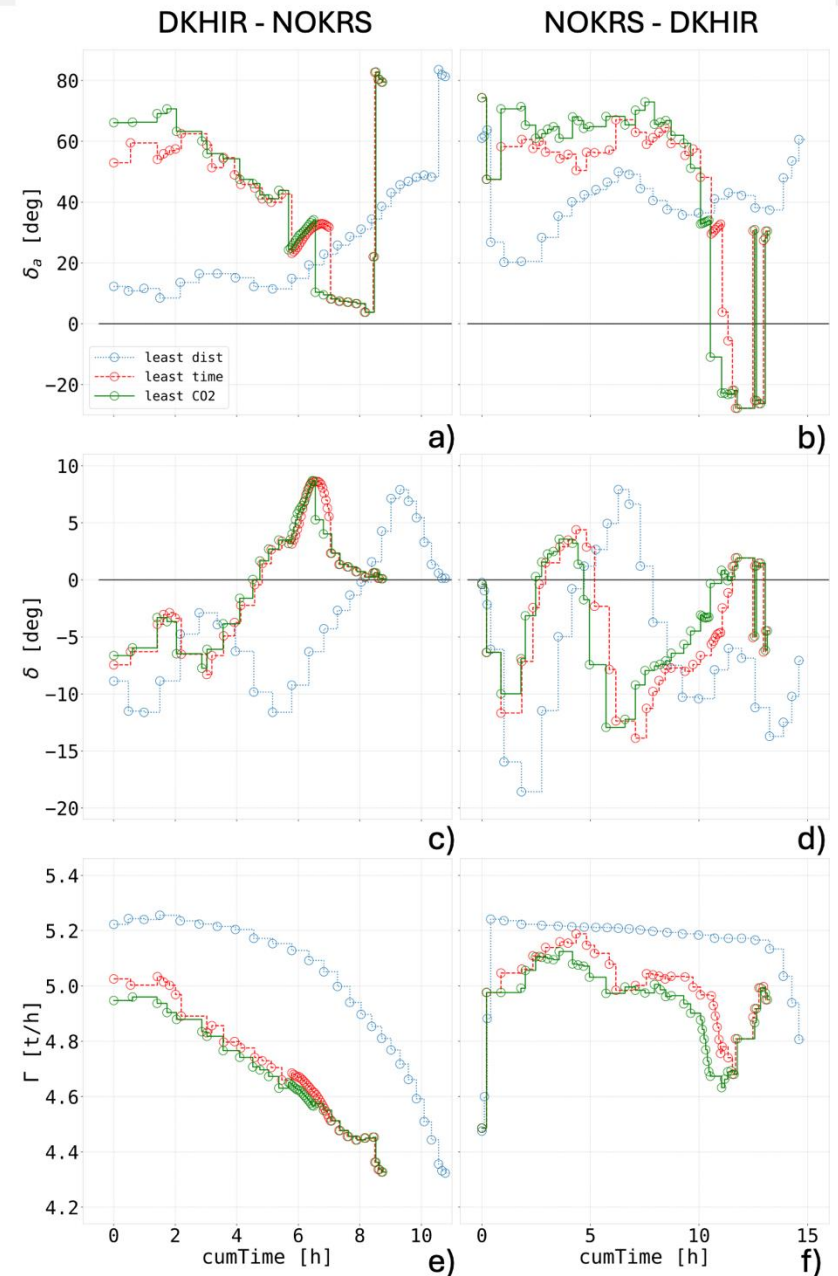 DKHIR - NOKRS
NOKRS - DKHIR
80
60
40
20
0
−20
δa [deg]
least dist
least time
least CO2
a)
b)
10
5
0
−5
−10
−15
−20
δ [deg]
c)
d)
5.4
5.2
5.0
4.8
4.6
4.4
4.2
Γ [t/h]
0 2 4 6 8 10
cumTime [h]
e)
0 5 10 15
cumTime [h]
f)